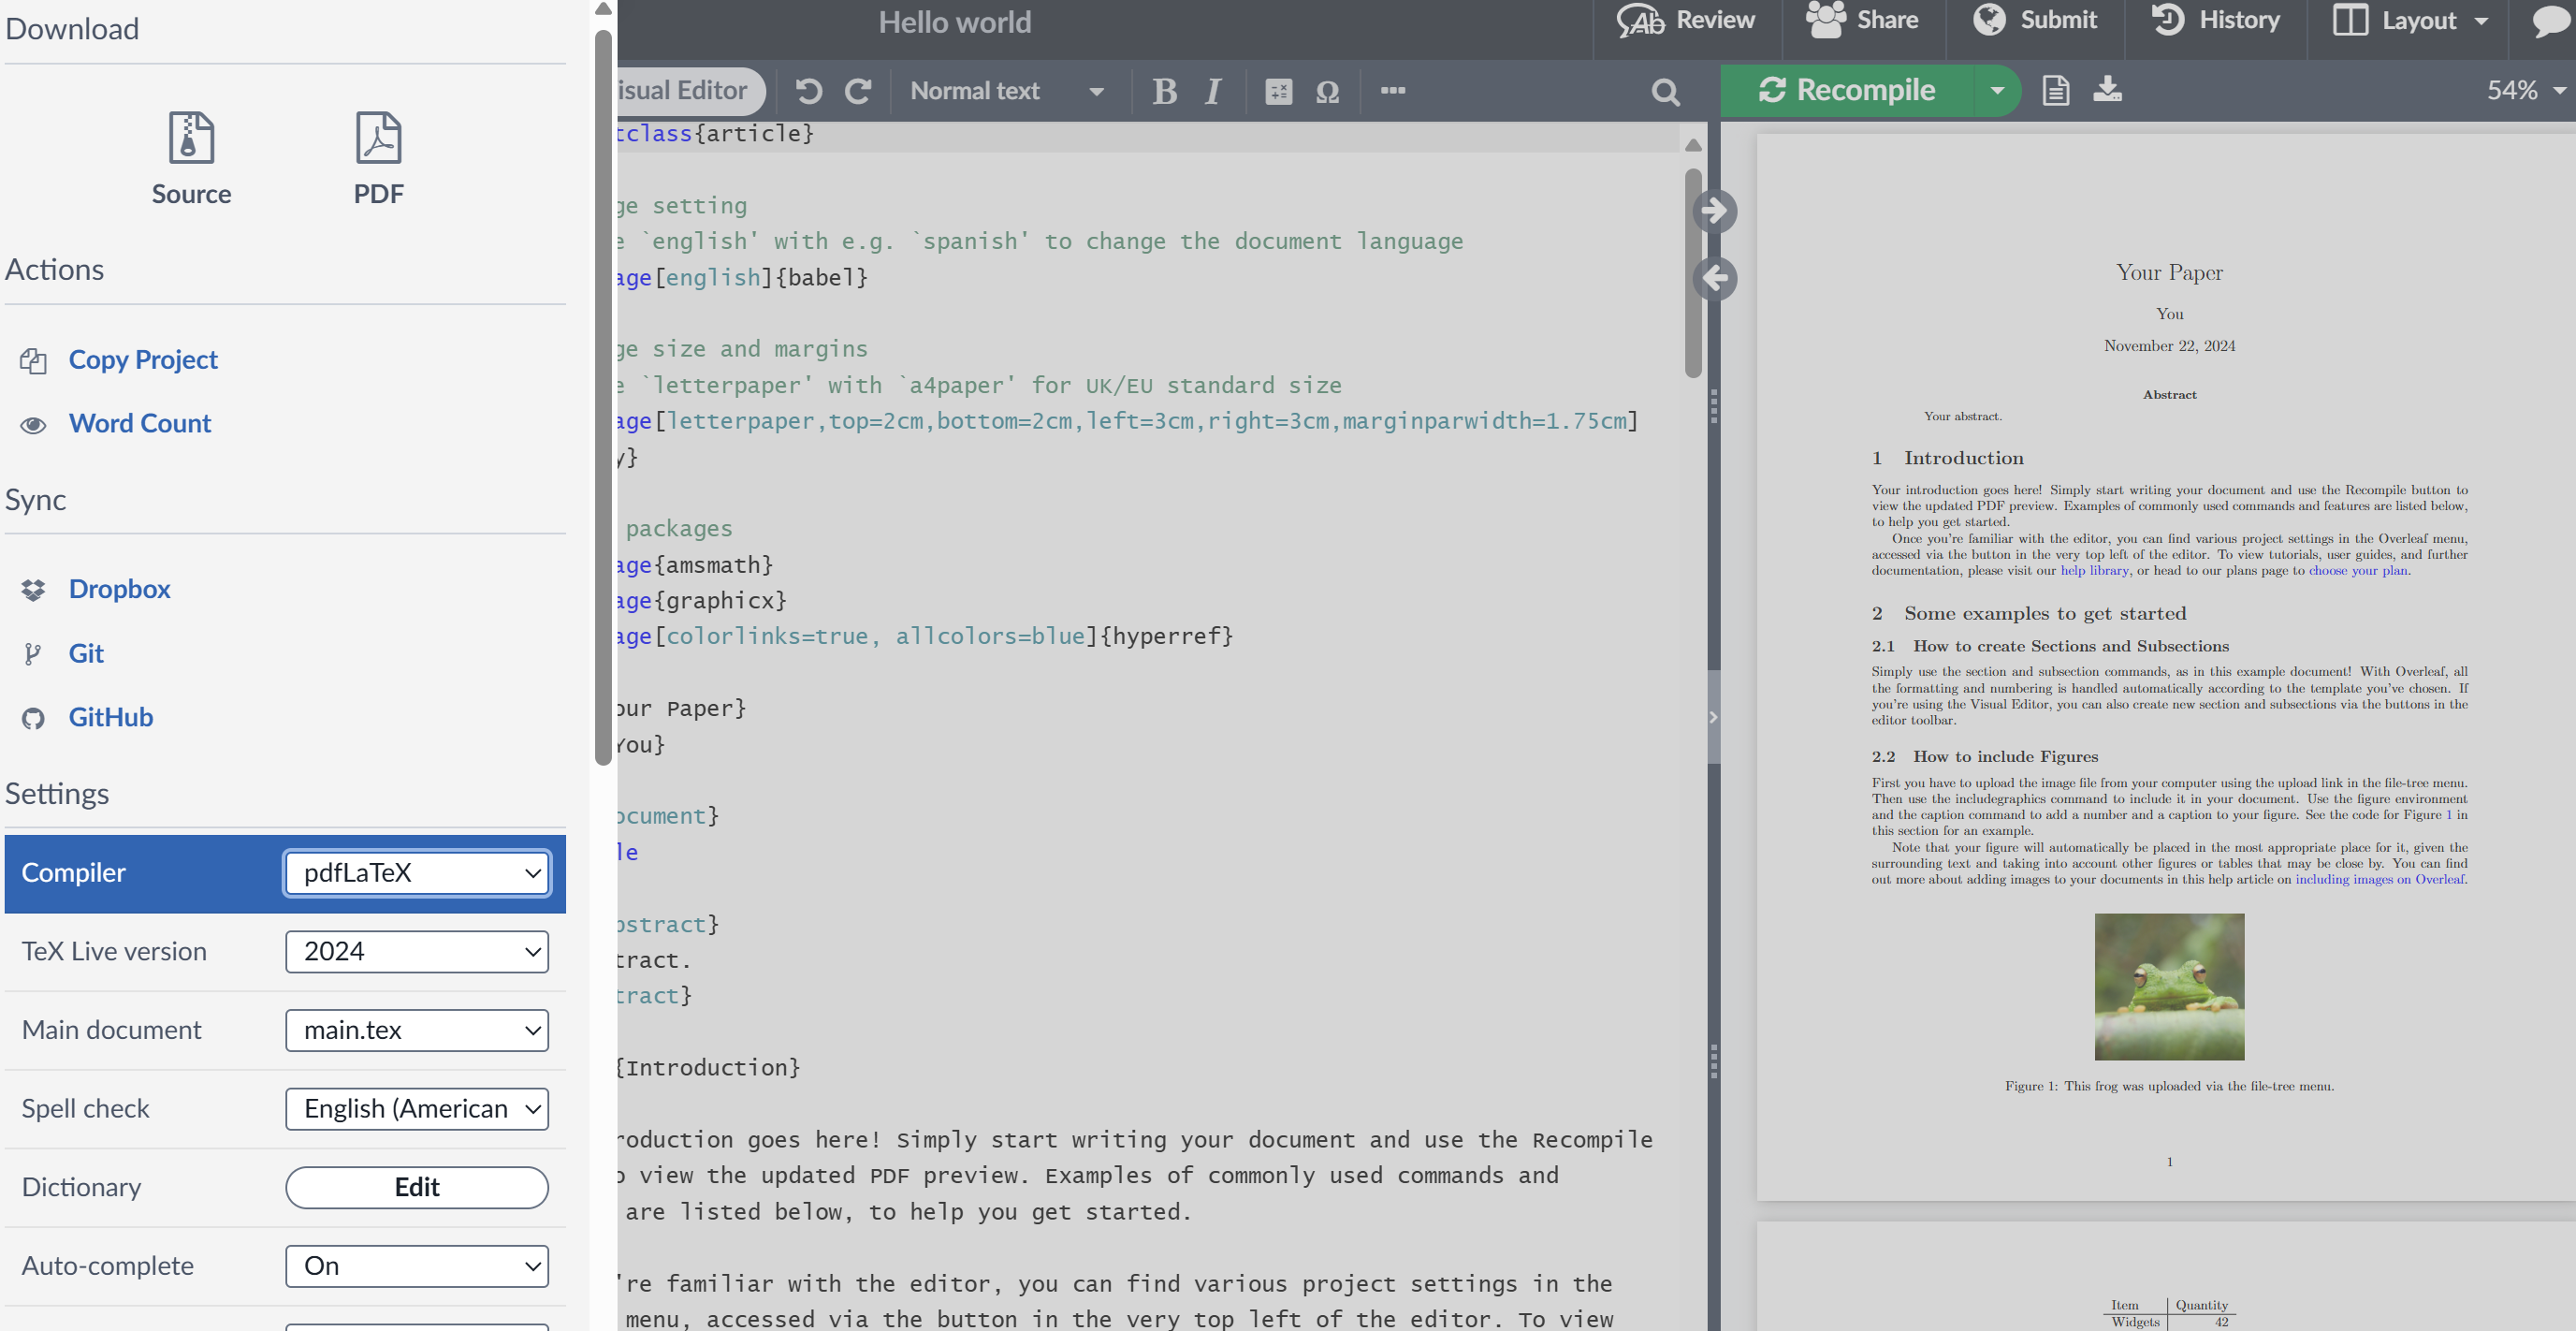 Download
Source
PDF
Actions
Copy Project
Word Count
Sync
Dropbox
Git
GitHub
Settings
Compiler pdfLaTeX
TeX Live version 2024
Main document main.tex
Spell check English (American
Dictionary Edit
Auto-complete On
Hello world
Review Share Submit History Layout
isual Editor Normal text B I Ω
tclass{article}
ge setting
e `english' with e.g. `spanish' to change the document language
age[english]{babel}
ge size and margins
e `letterpaper' with `a4paper' for UK/EU standard size
age[letterpaper,top=2cm,bottom=2cm,left=3cm,right=3cm,marginparwidth=1.75cm]
y}
packages
age{amsmath}
age{graphicx}
age[colorlinks=true, allcolors=blue]{hyperref}
our Paper}
You}
ocument}
le
bstract}
tract.
tract}
{Introduction}
roduction goes here! Simply start writing your document and use the Recompile
o view the updated PDF preview. Examples of commonly used commands and
are listed below, to help you get started.
're familiar with the editor, you can find various project settings in the
menu, accessed via the button in the very top left of the editor. To view
Recompile 54%
Your Paper
You
November 22, 2024
Abstract
Your abstract.
1 Introduction
Your introduction goes here! Simply start writing your document and use the Recompile button to
view the updated PDF preview. Examples of commonly used commands and features are listed below,
to help you get started.
Once you're familiar with the editor, you can find various project settings in the Overleaf menu,
accessed via the button in the very top left of the editor. To view tutorials, user guides, and further
documentation, please visit our help library, or head to our plans page to choose your plan.
2 Some examples to get started
2.1 How to create Sections and Subsections
Simply use the section and subsection commands, as in this example document! With Overleaf, all
the formatting and numbering is handled automatically according to the template you've chosen. If
you're using the Visual Editor, you can also create new section and subsections via the buttons in the
editor toolbar.
2.2 How to include Figures
First you have to upload the image file from your computer using the upload link in the file-tree menu.
Then use the includegraphics command to include it in your document. Use the figure environment
and the caption command to add a number and a caption to your figure. See the code for Figure 1 in
this section for an example.
Note that your figure will automatically be placed in the most appropriate place for it, given the
surrounding text and taking into account other figures or tables that may be close by. You can find
out more about adding images to your documents in this help article on including images on Overleaf.
Figure 1: This frog was uploaded via the file-tree menu.
1
Item Quantity
Widgets 42